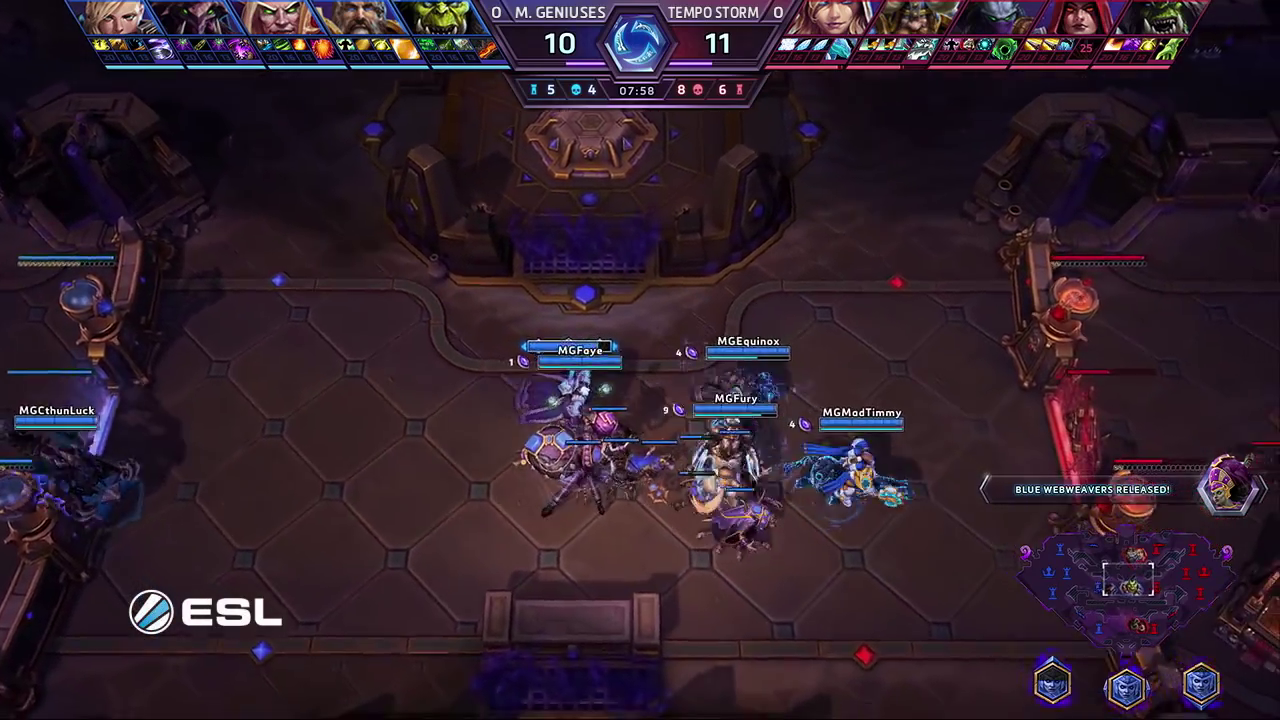 0 M. GENIUSES TEMPO STORM 0
10 11
25
5 4 07:58 8 6
MGEquinox
1 MGFaye 4
MGFury
9
MGCthunLuck
MGMadTimmy
4
BLUE WEBWEAVERS RELEASED!
ESL